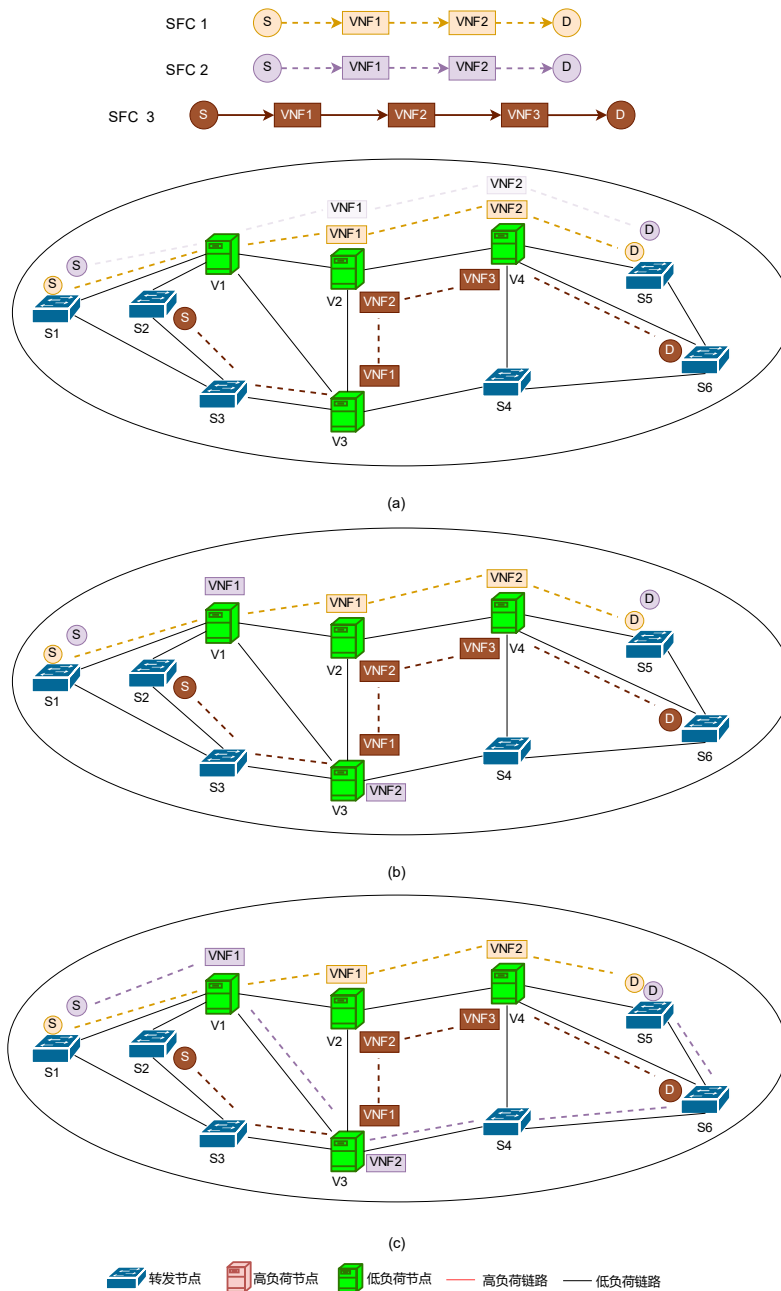 SFC 1
S VNF1 VNF2 D
SFC 2
S VNF1 VNF2 D
SFC 3
S VNF1 VNF2 VNF3 D
VNF2
VNF1
VNF2
D
VNF1
D
S
S
V1
V2
VNF3
V4
S5
VNF2
S1
S2
S
D
S6
VNF1
S4
S3
V3
(a)
VNF1
VNF2
D
VNF1
D
S
S
V1
V2
VNF3
V4
S5
VNF2
S1
S2
S
D
S6
VNF1
S4
S3
V3
VNF2
(b)
VNF1
VNF2
VNF1
D
D
S
S
V1
V2
VNF3
V4
S5
VNF2
S1
S2
S
D
S6
VNF1
S4
S3
V3
VNF2
(c)
转发节点 高负荷节点 低负荷节点 高负荷链路 低负荷链路